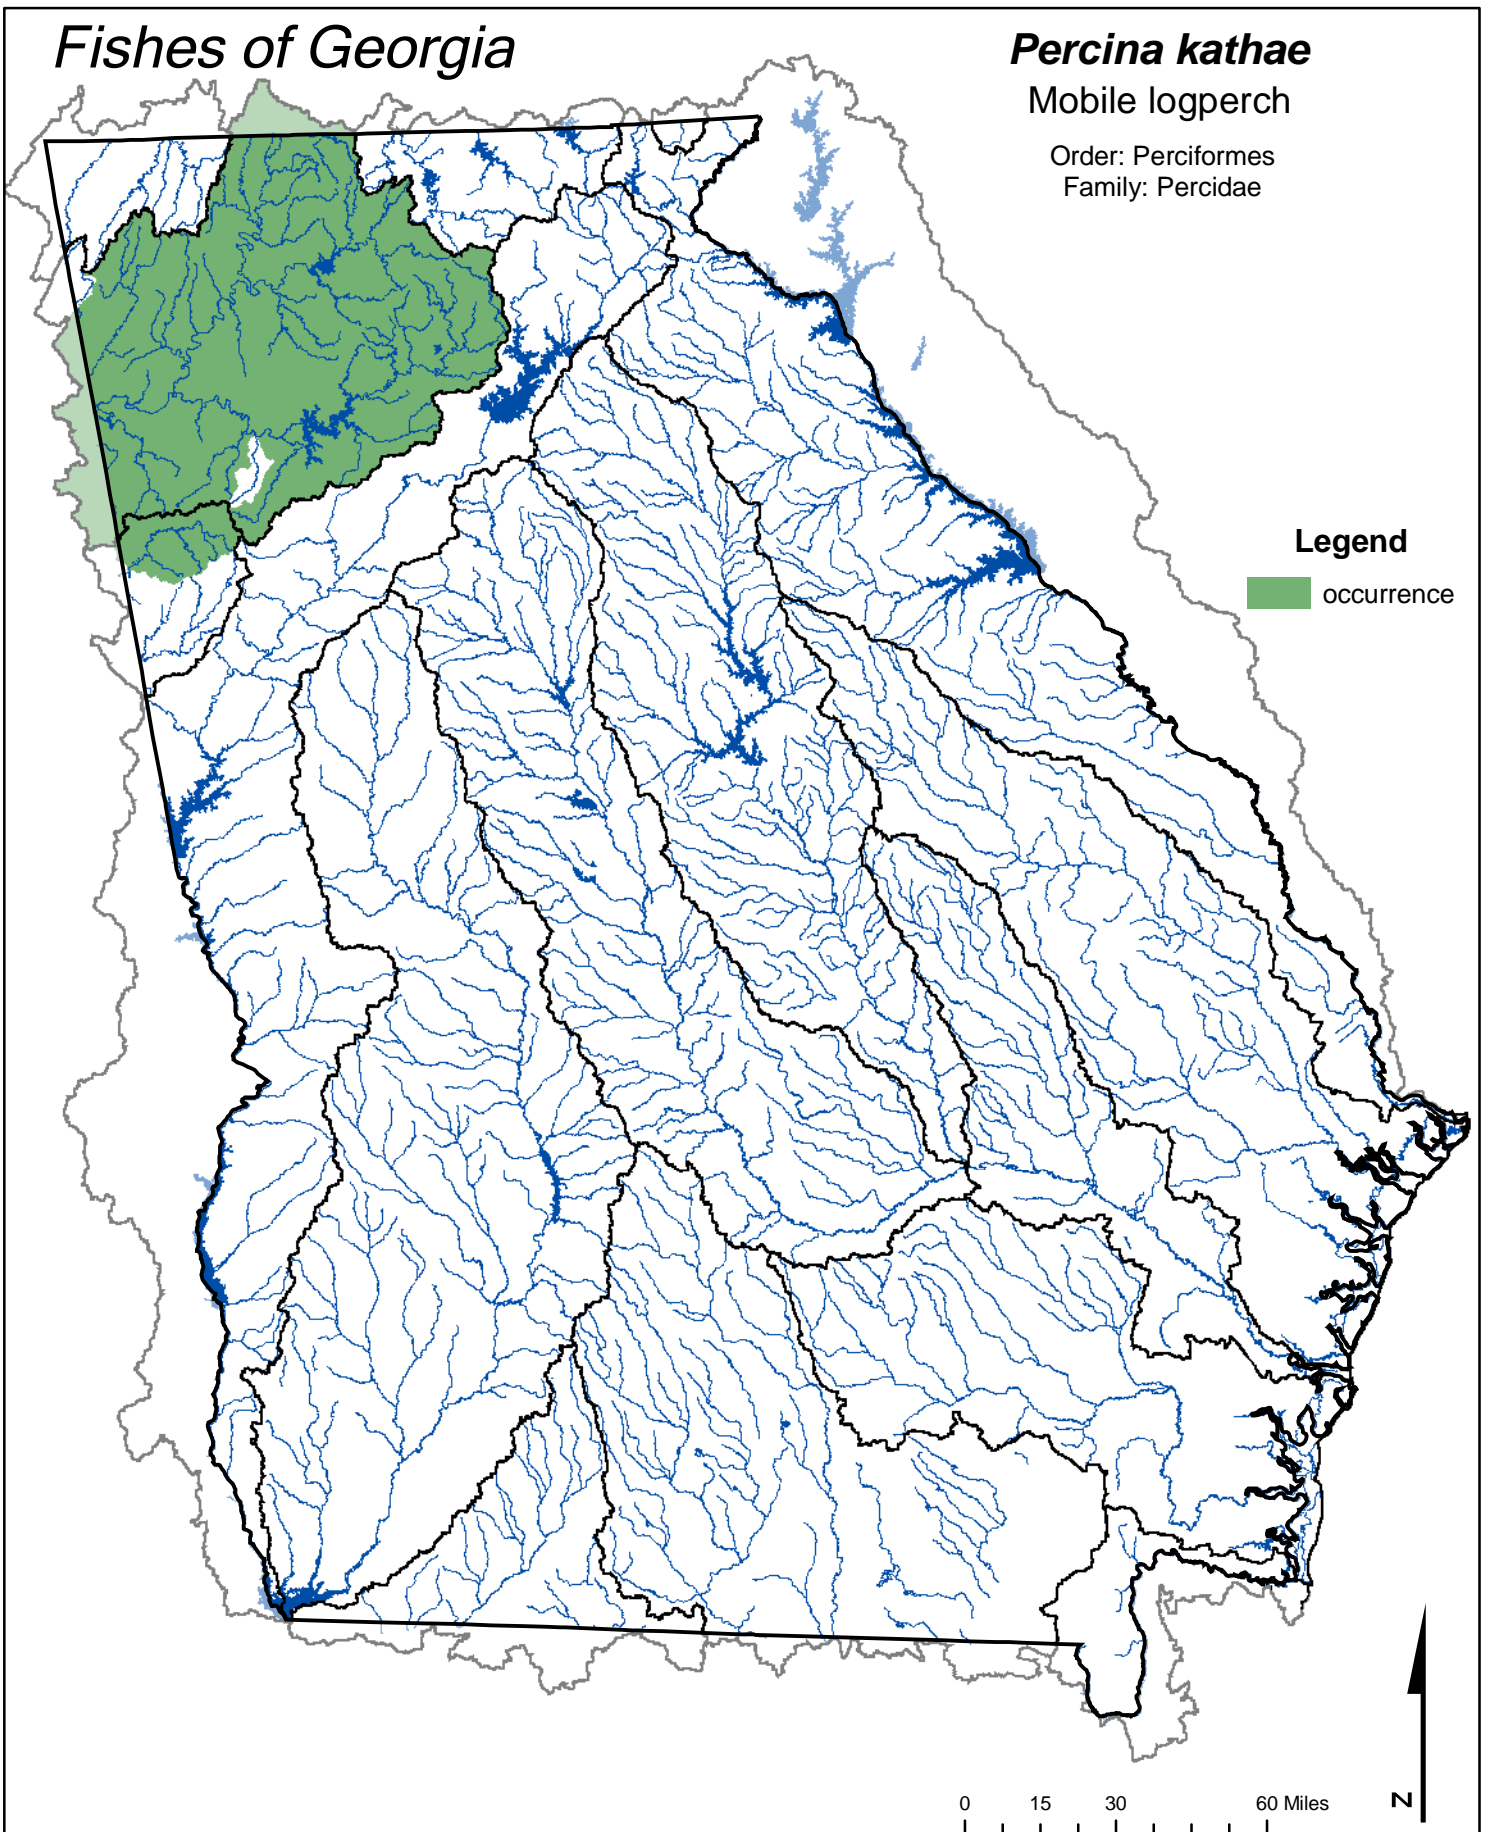 Fishes of Georgia
Percina kathae
Mobile logperch
Order: Perciformes
Family: Percidae
Legend
occurrence
0 15 30 60 Miles
N